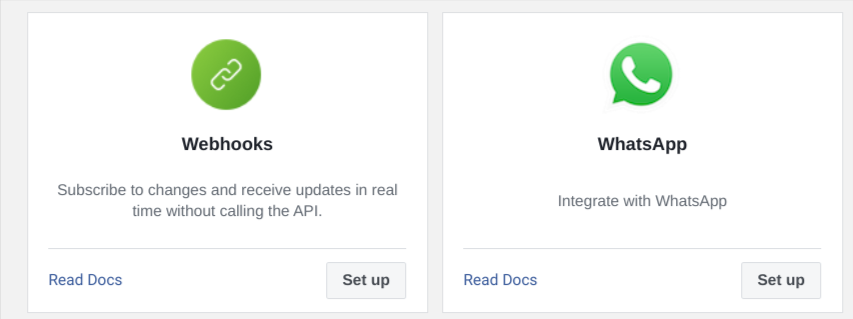 Webhooks
Subscribe to changes and receive updates in real
time without calling the API.
Read Docs
Set up
WhatsApp
Integrate with WhatsApp
Read Docs
Set up